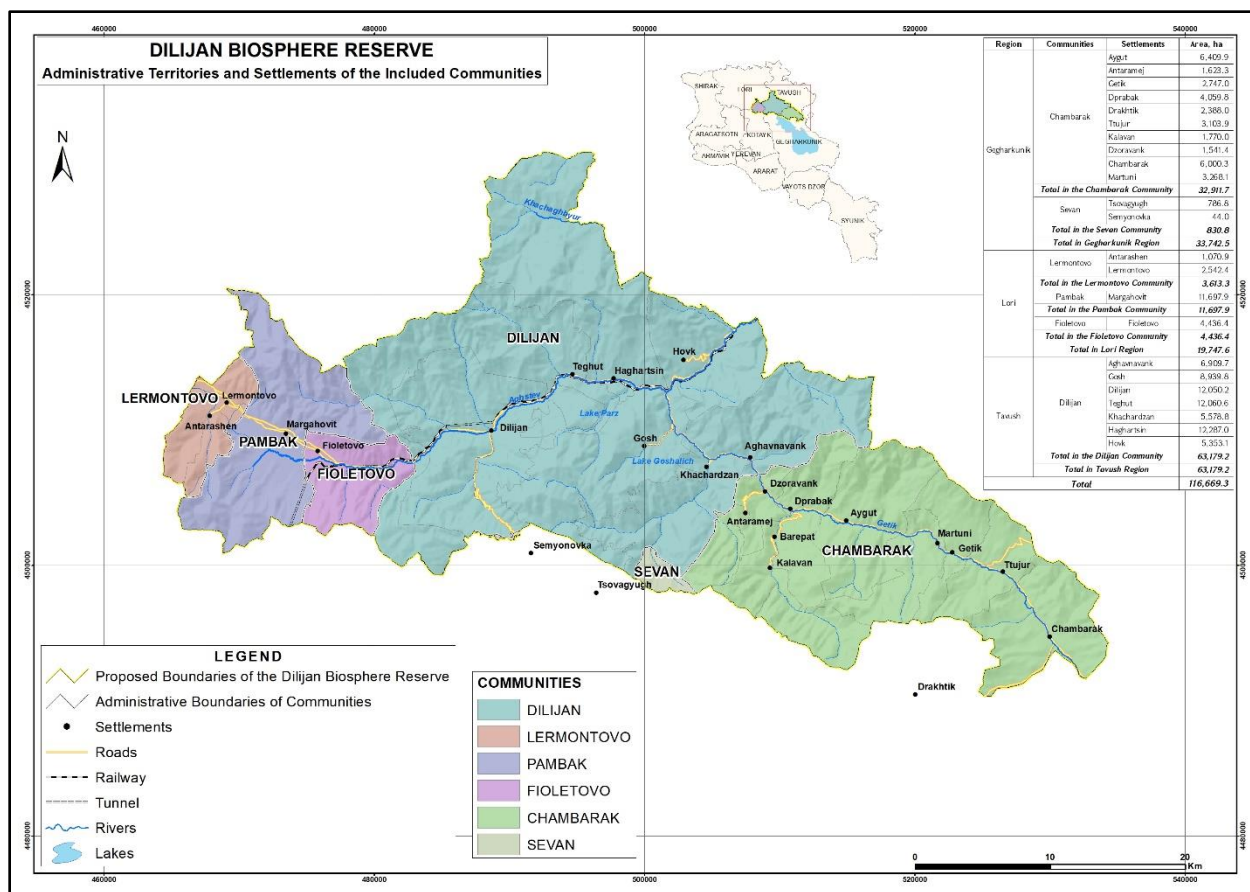 460000 480000 500000 520000 540000
DILIJAN BIOSPHERE RESERVE
Administrative Territories and Settlements of the Included Communities
N
SHIRAK
LORI
TAVUSH
ARAGATSOTN
KOTAYK
GEGHARKUNIK
ARMAVIR
YEREVAN
ARARAT
VAYOTS DZOR
SYUNIK
Region Communities Settlements Area, ha
Gegharkunik
Chambarak
Aygut 6,409.9
Antaramej 1,623.3
Getik 2,747.0
Dprabak 4,059.8
Drakhtik 2,388.0
Ttujur 3,103.9
Kalavan 1,770.0
Dzoravank 1,541.4
Chambarak 6,000.3
Martuni 3,268.1
Total in the Chambarak Community 32,911.7
Sevan
Tsovagyugh 786.8
Semyonovka 44.0
Total in the Sevan Community 830.8
Total in Gegharkunik Region 33,742.5
Lori
Lermontovo
Antarashen 1,070.9
Lermontovo 2,542.4
Total in the Lermontovo Community 3,613.3
Pambak Margahovit 11,697.9
Total in the Pambak Community 11,697.9
Fioletovo Fioletovo 4,436.4
Total in the Fioletovo Community 4,436.4
Total in Lori Region 19,747.6
Tavush
Dilijan
Aghavnavank 6,909.7
Gosh 8,939.8
Dilijan 12,050.2
Teghut 12,060.6
Khachardzan 5,578.8
Haghartsin 12,287.0
Hovk 5,353.1
Total in the Dilijan Community 63,179.2
Total in Tavush Region 63,179.2
Total 116,669.3
Khachaghbyur
4520000 4520000
DILIJAN
Hovk
Teghut
Haghartsin
Aghstev
LERMONTOVO
Lermontovo
Antarashen
Margahovit
PAMBAK
Fioletovo
FIOLETOVO
Dilijan
Lake Parz
Gosh
Lake Goshalich
Khachardzan
Aghavnavank
Dzoravank
Dprabak
Antaramej
Aygut
Getik
Barepat
Martuni
Getik
CHAMBARAK
Semyonovka
SEVAN
Kalavan
Ttujur
4500000 4500000
Tsovagyugh
Chambarak
Drakhtik
LEGEND
Proposed Boundaries of the Dilijan Biosphere Reserve
Administrative Boundaries of Communities
Settlements
Roads
Railway
Tunnel
Rivers
Lakes
COMMUNITIES
DILIJAN
LERMONTOVO
PAMBAK
FIOLETOVO
CHAMBARAK
SEVAN
4480000 4480000
0 10 20
Km
460000 480000 500000 520000 540000